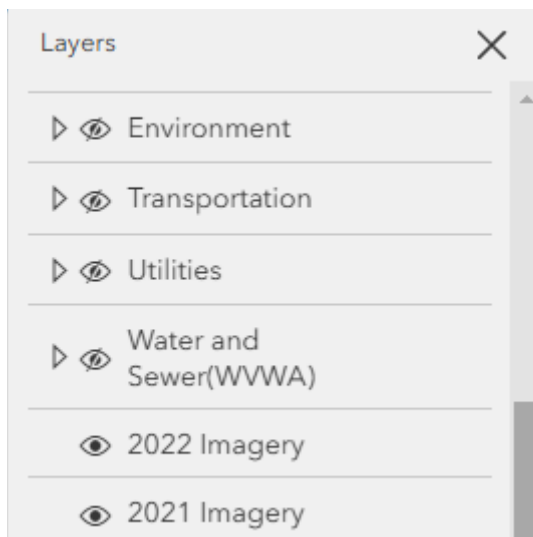 Layers
Environment
Transportation
Utilities
Water and
Sewer(WVWA)
2022 Imagery
2021 Imagery